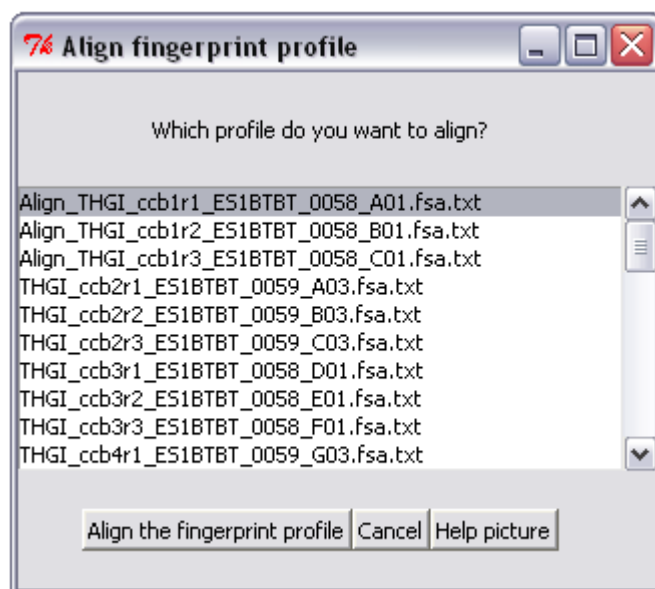 Align fingerprint profile
Which profile do you want to align?
Align_THGI_ccb1r1_ES1BTBT_0058_A01.fsa.txt
Align_THGI_ccb1r2_ES1BTBT_0058_B01.fsa.txt
Align_THGI_ccb1r3_ES1BTBT_0058_C01.fsa.txt
THGI_ccb2r1_ES1BTBT_0059_A03.fsa.txt
THGI_ccb2r2_ES1BTBT_0059_B03.fsa.txt
THGI_ccb2r3_ES1BTBT_0059_C03.fsa.txt
THGI_ccb3r1_ES1BTBT_0058_D01.fsa.txt
THGI_ccb3r2_ES1BTBT_0058_E01.fsa.txt
THGI_ccb3r3_ES1BTBT_0058_F01.fsa.txt
THGI_ccb4r1_ES1BTBT_0059_G03.fsa.txt
Align the fingerprint profile Cancel Help picture